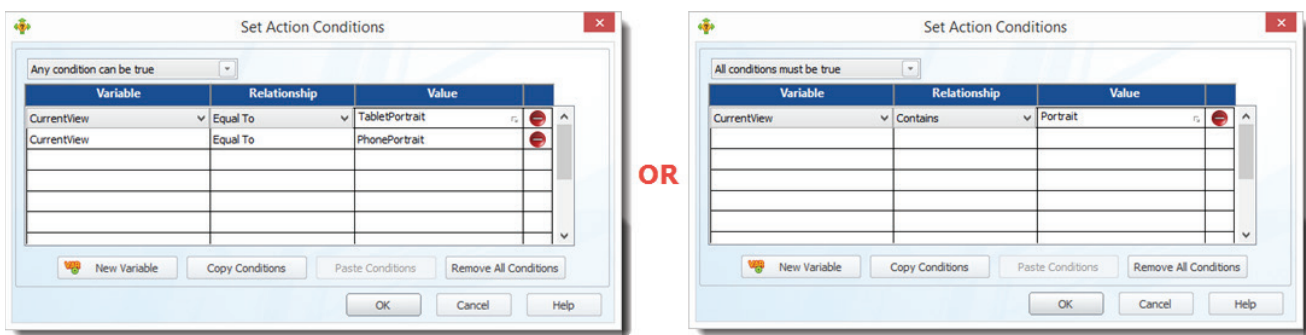 Set Action Conditions
Any condition can be true
Variable Relationship Value
CurrentView Equal To TabletPortrait
CurrentView Equal To PhonePortrait
New Variable Copy Conditions Paste Conditions Remove All Conditions
OK Cancel Help
OR
Set Action Conditions
All conditions must be true
Variable Relationship Value
CurrentView Contains Portrait
New Variable Copy Conditions Paste Conditions Remove All Conditions
OK Cancel Help